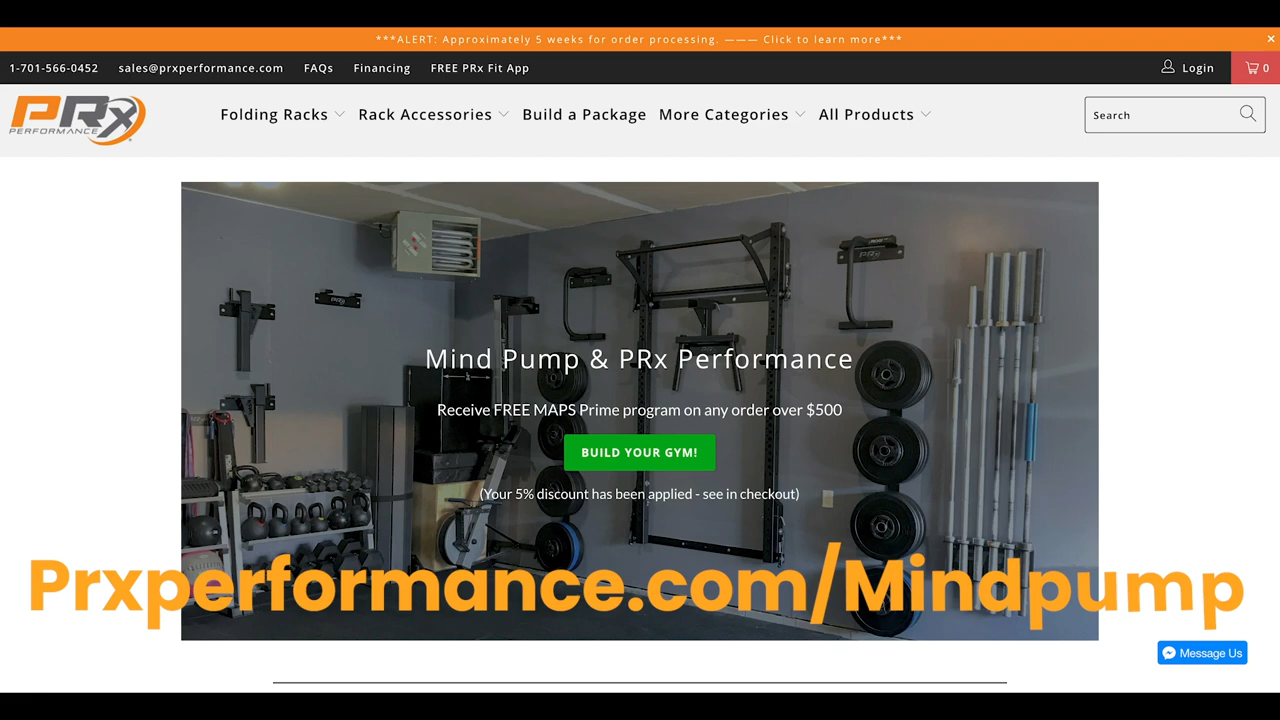 ***ALERT: Approximately 5 weeks for order processing. ——— Click to learn more***
×
1-701-566-0452 sales@prxperformance.com FAQs Financing FREE PRx Fit App Login 0
PRx
PERFORMANCE
Folding Racks Rack Accessories Build a Package More Categories All Products Search
PRx
PRx
Mind Pump & PRx Performance
Receive FREE MAPS Prime program on any order over $500
BUILD YOUR GYM!
(Your 5% discount has been applied - see in checkout)
Prxperformance.com/Mindpump
Message Us